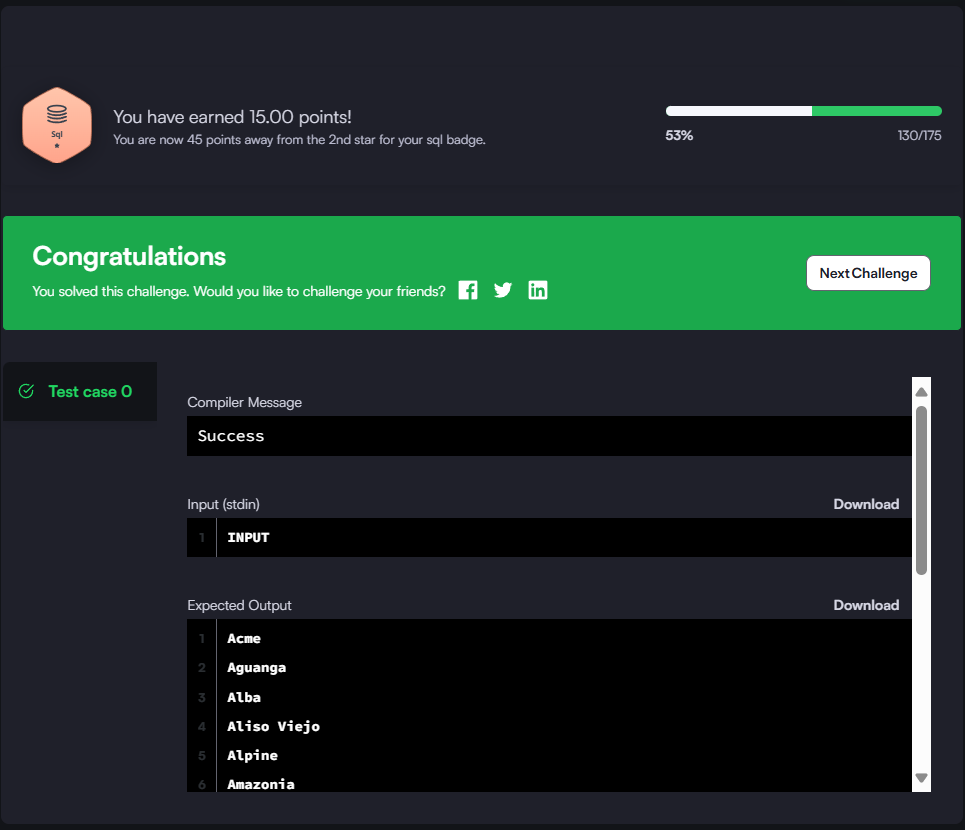 Sql
You have earned 15.00 points!
You are now 45 points away from the 2nd star for your sql badge.
53%
130/175
Congratulations
You solved this challenge. Would you like to challenge your friends?
Next Challenge
Test case 0
Compiler Message
Success
Input (stdin)
Download
1 INPUT
Expected Output
Download
1 Acme
2 Aguanga
3 Alba
4 Aliso Viejo
5 Alpine
6 Amazonia